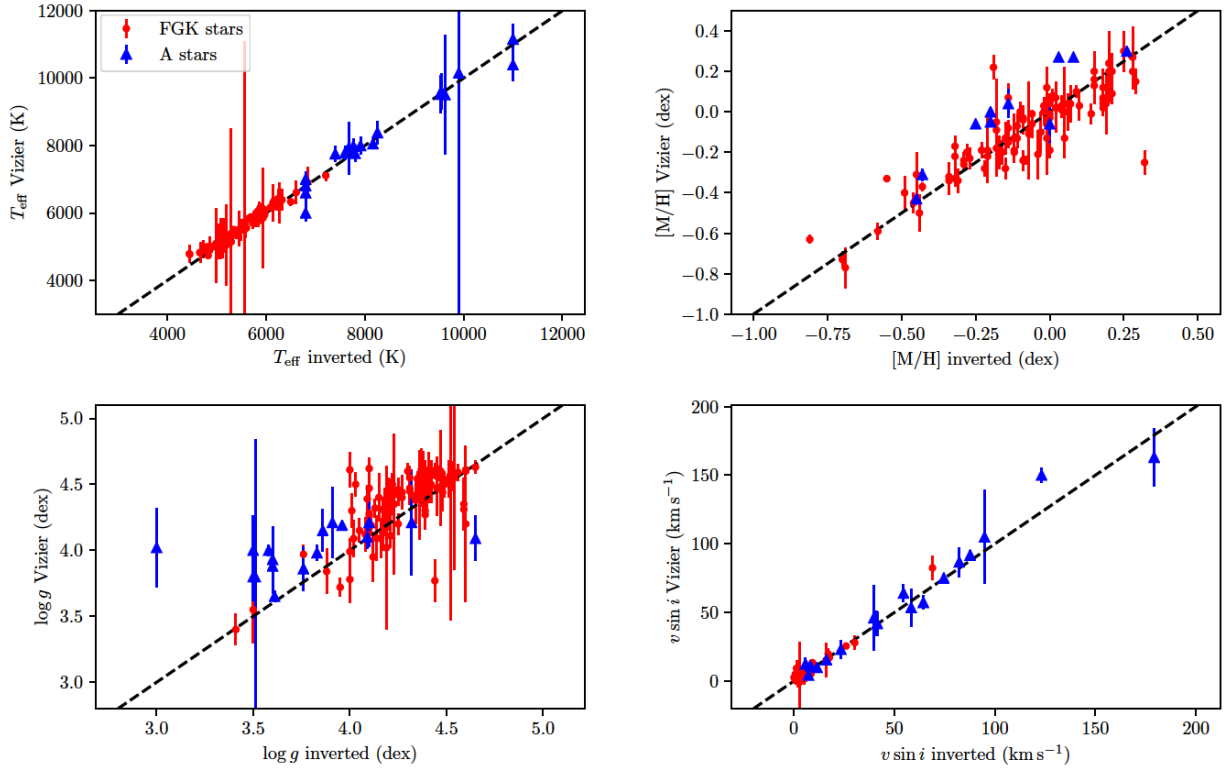 FGK stars
A stars
12000
10000
8000
6000
4000
T_eff Vizier (K)
4000 6000 8000 10000 12000
T_eff inverted (K)
0.4
0.2
0.0
−0.2
−0.4
−0.6
−0.8
−1.0
[M/H] Vizier (dex)
−1.00 −0.75 −0.50 −0.25 0.00 0.25 0.50
[M/H] inverted (dex)
5.0
4.5
4.0
3.5
3.0
log g Vizier (dex)
3.0 3.5 4.0 4.5 5.0
log g inverted (dex)
200
150
100
50
0
v sin i Vizier (km s⁻¹)
0 50 100 150 200
v sin i inverted (km s⁻¹)